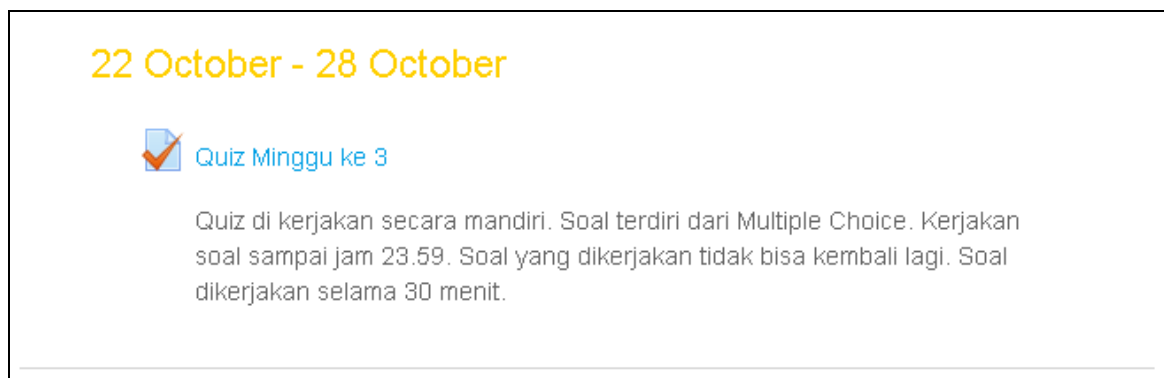 22 October - 28 October
Quiz Minggu ke 3
Quiz di kerjakan secara mandiri. Soal terdiri dari Multiple Choice. Kerjakan
soal sampai jam 23.59. Soal yang dikerjakan tidak bisa kembali lagi. Soal
dikerjakan selama 30 menit.